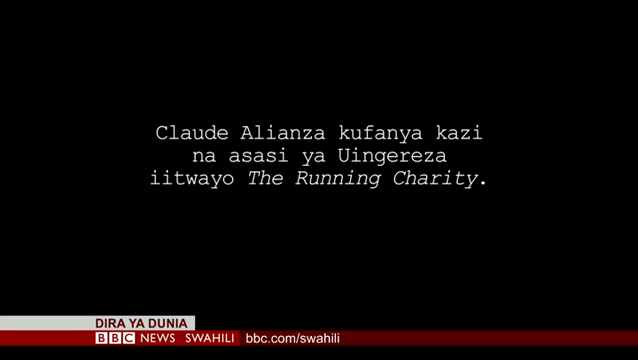 Claude Alianza kufanya kazi
na asasi ya Uingereza
iitwayo The Running Charity.
DIRA YA DUNIA
BBC NEWS SWAHILI bbc.com/swahili